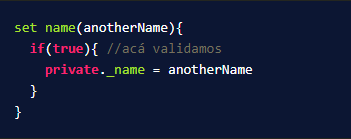 set name(anotherName){
if(true){ //acá validamos
private._name = anotherName
}
}